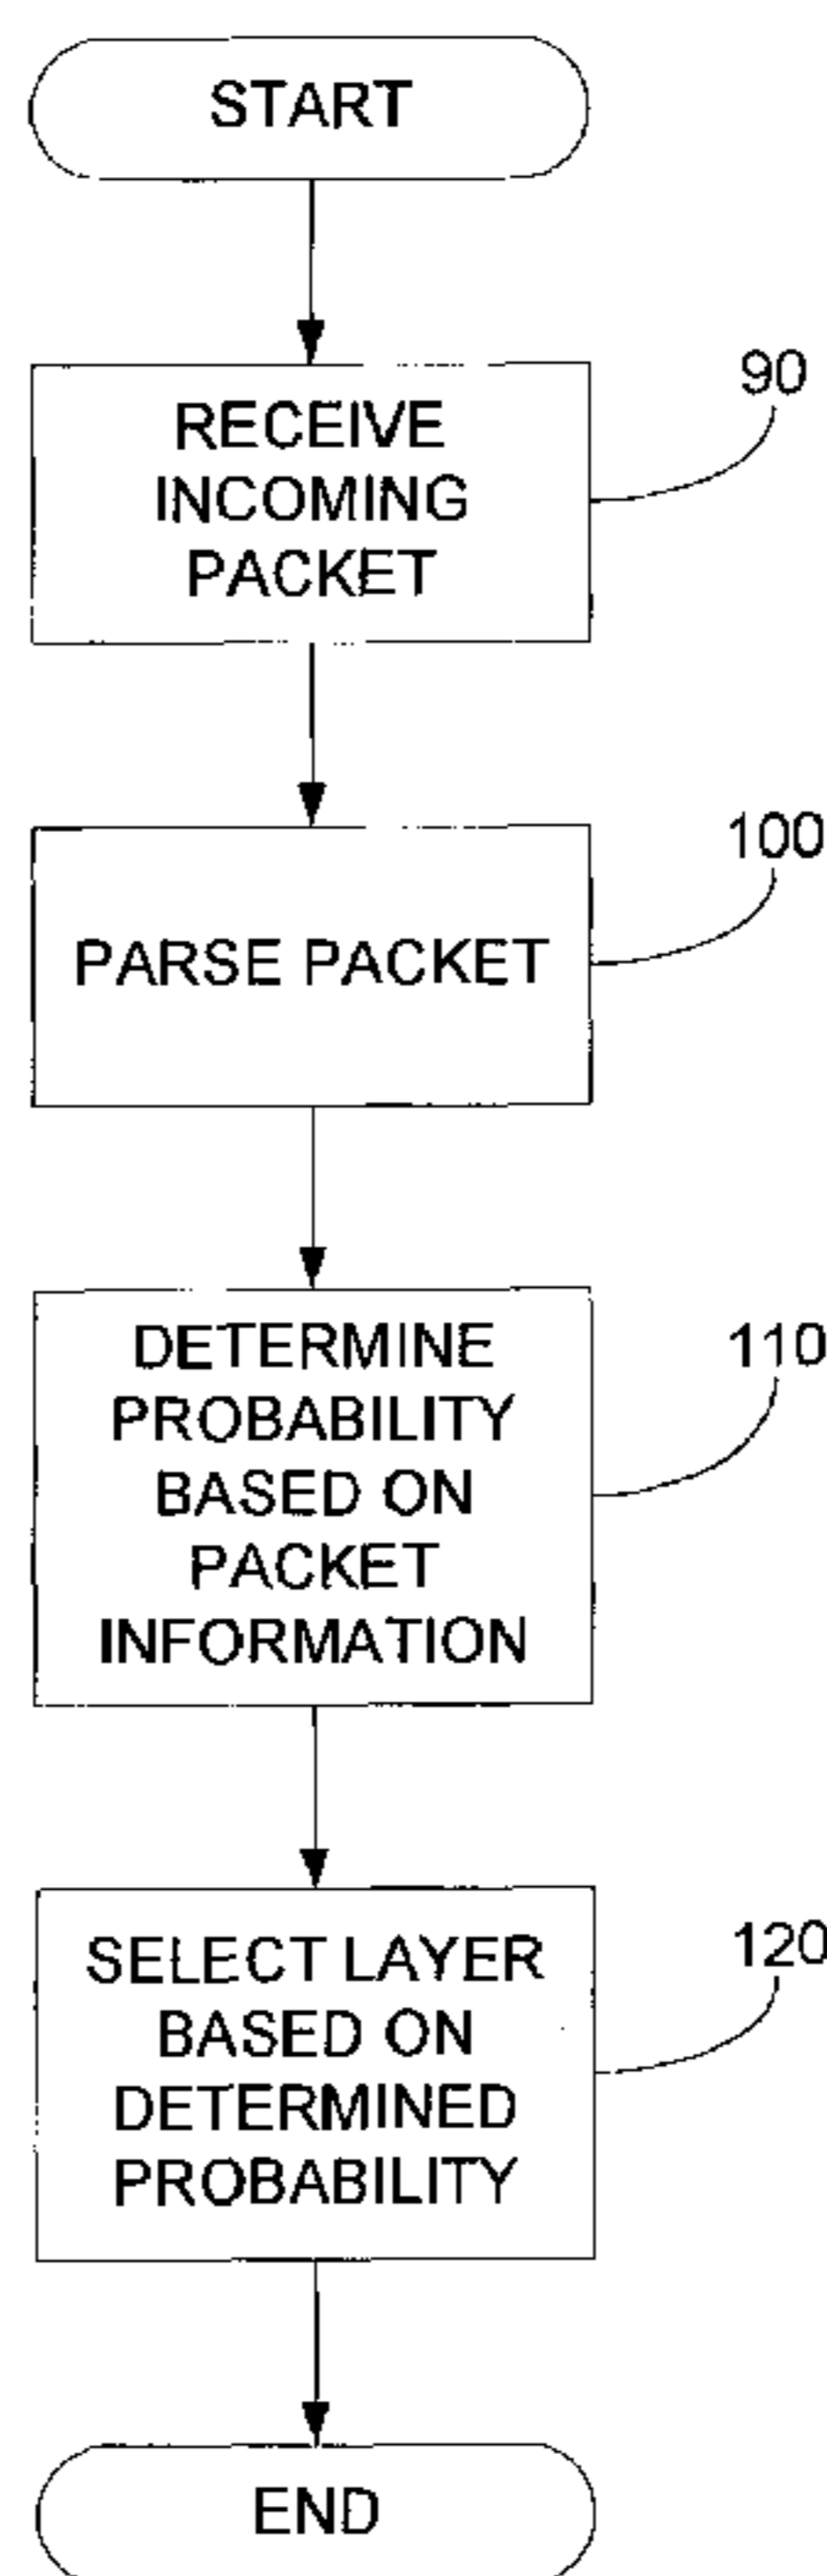 START
RECEIVE
INCOMING
PACKET
90
PARSE PACKET
100
DETERMINE
PROBABILITY
BASED ON
PACKET
INFORMATION
110
SELECT LAYER
BASED ON
DETERMINED
PROBABILITY
120
END